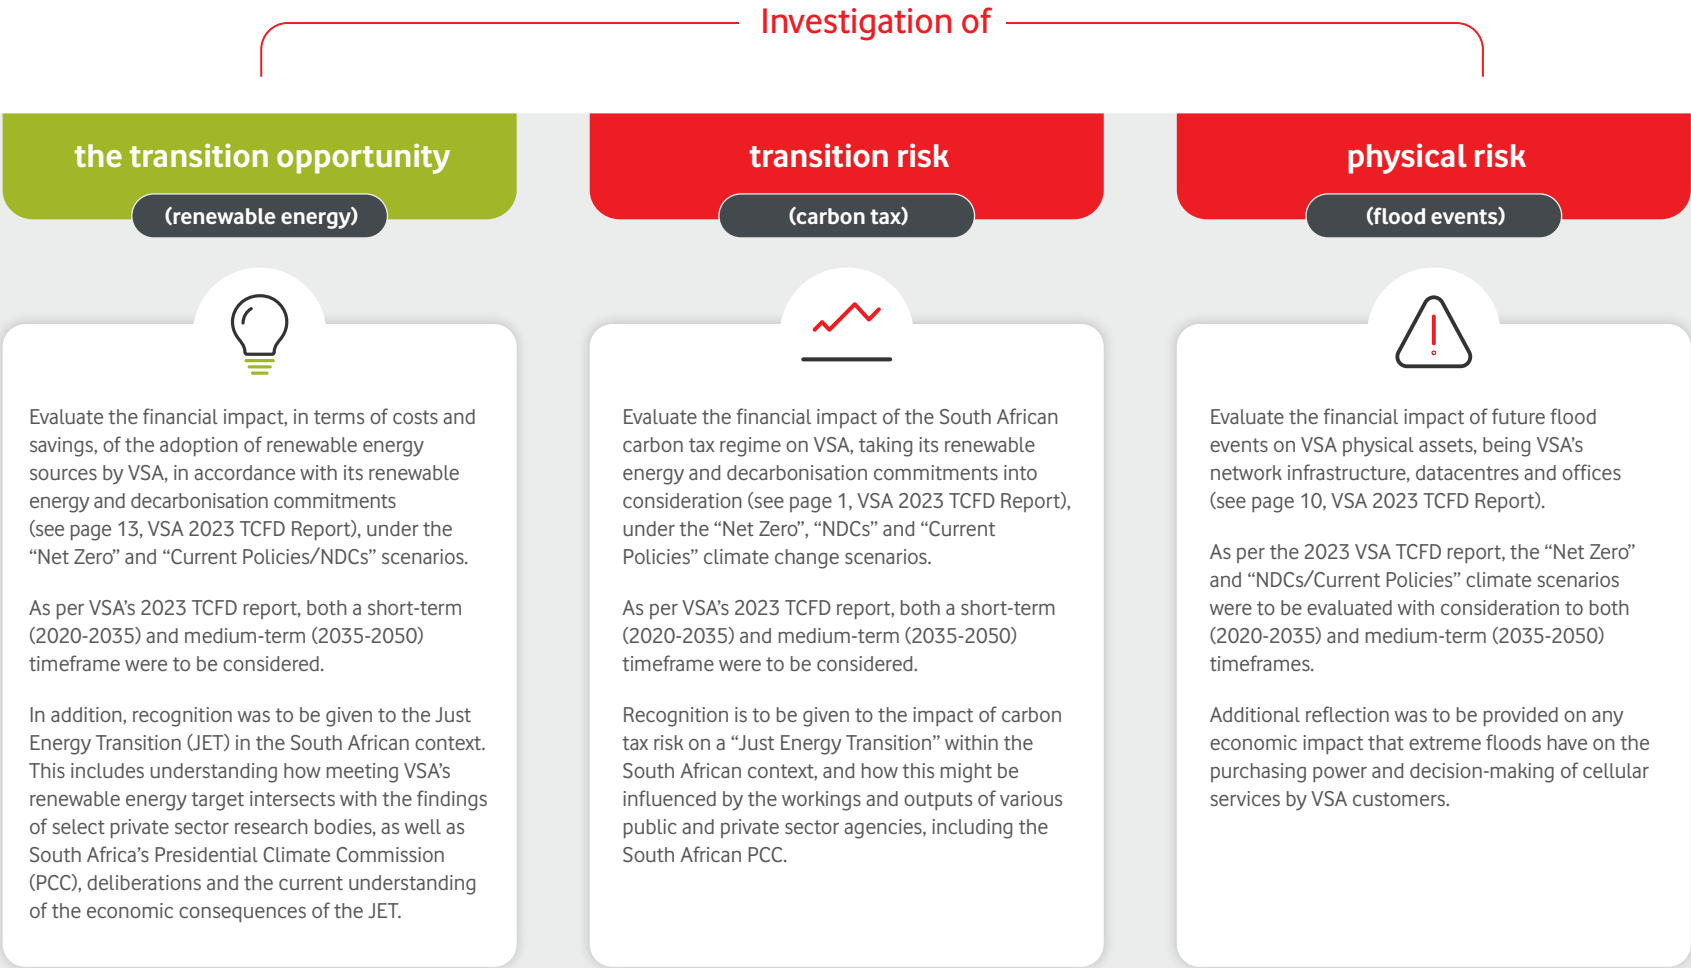 Investigation of
the transition opportunity
(renewable energy)
Evaluate the financial impact, in terms of costs and
savings, of the adoption of renewable energy
sources by VSA, in accordance with its renewable
energy and decarbonisation commitments
(see page 13, VSA 2023 TCFD Report), under the
“Net Zero” and “Current Policies/NDCs” scenarios.
As per VSA’s 2023 TCFD report, both a short-term
(2020-2035) and medium-term (2035-2050)
timeframe were to be considered.
In addition, recognition was to be given to the Just
Energy Transition (JET) in the South African context.
This includes understanding how meeting VSA’s
renewable energy target intersects with the findings
of select private sector research bodies, as well as
South Africa’s Presidential Climate Commission
(PCC), deliberations and the current understanding
of the economic consequences of the JET.
transition risk
(carbon tax)
Evaluate the financial impact of the South African
carbon tax regime on VSA, taking its renewable
energy and decarbonisation commitments into
consideration (see page 1, VSA 2023 TCFD Report),
under the “Net Zero”, “NDCs” and “Current
Policies” climate change scenarios.
As per VSA’s 2023 TCFD report, both a short-term
(2020-2035) and medium-term (2035-2050)
timeframe were to be considered.
Recognition is to be given to the impact of carbon
tax risk on a “Just Energy Transition” within the
South African context, and how this might be
influenced by the workings and outputs of various
public and private sector agencies, including the
South African PCC.
physical risk
(flood events)
Evaluate the financial impact of future flood
events on VSA physical assets, being VSA’s
network infrastructure, datacentres and offices
(see page 10, VSA 2023 TCFD Report).
As per the 2023 VSA TCFD report, the “Net Zero”
and “NDCs/Current Policies” climate scenarios
were to be evaluated with consideration to both
(2020-2035) and medium-term (2035-2050)
timeframes.
Additional reflection was to be provided on any
economic impact that extreme floods have on the
purchasing power and decision-making of cellular
services by VSA customers.